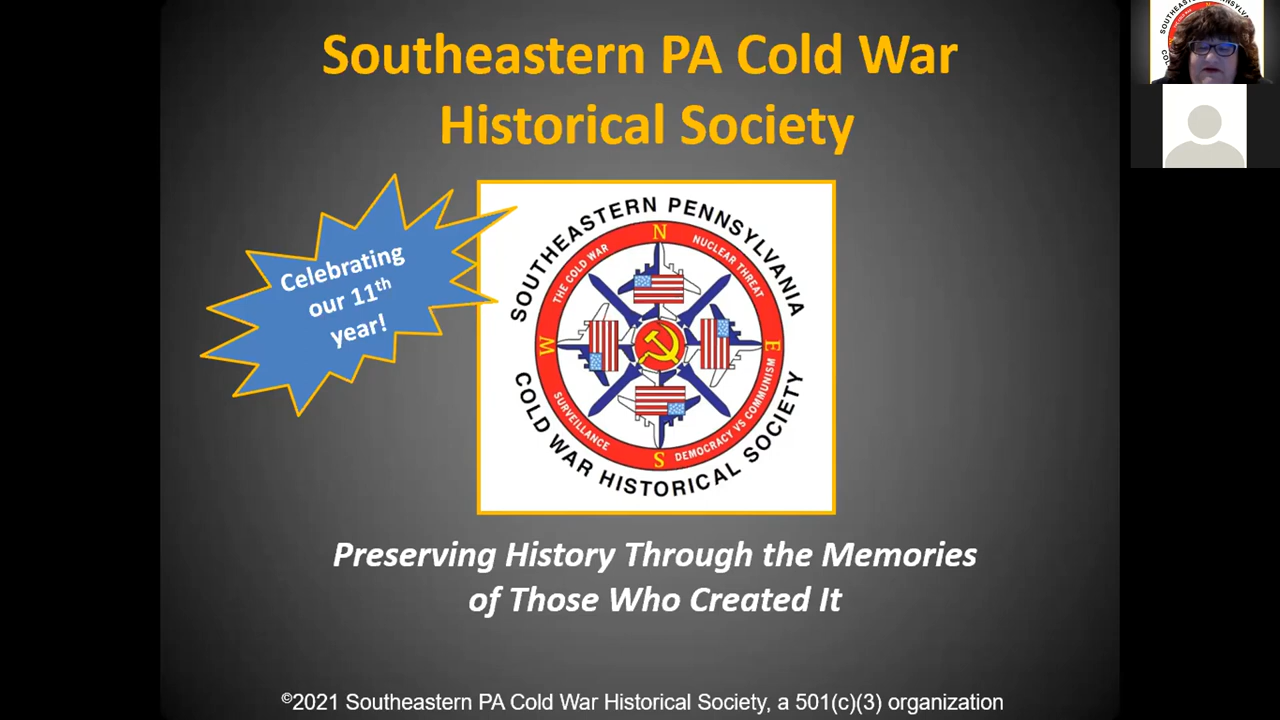 Southeastern PA Cold War
Historical Society
Celebrating
our 11th
year!
SOUTHEASTERN PENNSYLVANIA
N
THE COLD WAR
NUCLEAR THREAT
W
E
SURVEILLANCE
DEMOCRACY VS COMMUNISM
S
COLD WAR HISTORICAL SOCIETY
Preserving History Through the Memories
of Those Who Created It
©2021 Southeastern PA Cold War Historical Society, a 501(c)(3) organization